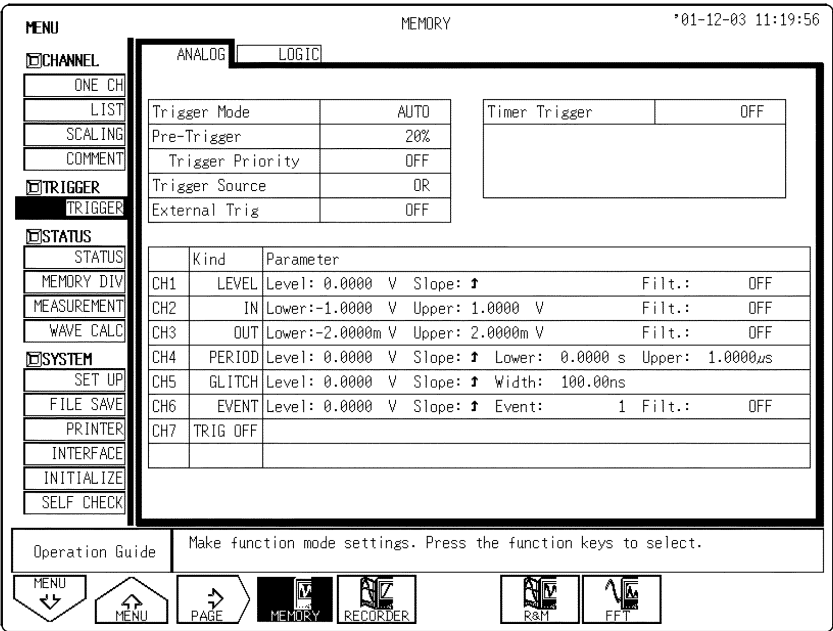 MENU MEMORY '01-12-03 11:19:56
CHANNEL
ONE CH
LIST
SCALING
COMMENT
TRIGGER
TRIGGER
STATUS
STATUS
MEMORY DIV
MEASUREMENT
WAVE CALC
SYSTEM
SET UP
FILE SAVE
PRINTER
INTERFACE
INITIALIZE
SELF CHECK
ANALOG LOGIC
Trigger Mode AUTO
Pre-Trigger 20%
Trigger Priority OFF
Trigger Source OR
External Trig OFF
Timer Trigger OFF
Kind Parameter
CH1 LEVEL Level: 0.0000 V Slope: ↑ Filt.: OFF
CH2 IN Lower:-1.0000 V Upper: 1.0000 V Filt.: OFF
CH3 OUT Lower:-2.0000m V Upper: 2.0000m V Filt.: OFF
CH4 PERIOD Level: 0.0000 V Slope: ↑ Lower: 0.0000 s Upper: 1.0000µs
CH5 GLITCH Level: 0.0000 V Slope: ↑ Width: 100.00ns
CH6 EVENT Level: 0.0000 V Slope: ↑ Event: 1 Filt.: OFF
CH7 TRIG OFF
Operation Guide
Make function mode settings. Press the function keys to select.
MENU
MENU
PAGE
MEMORY
RECORDER
R&M
FFT